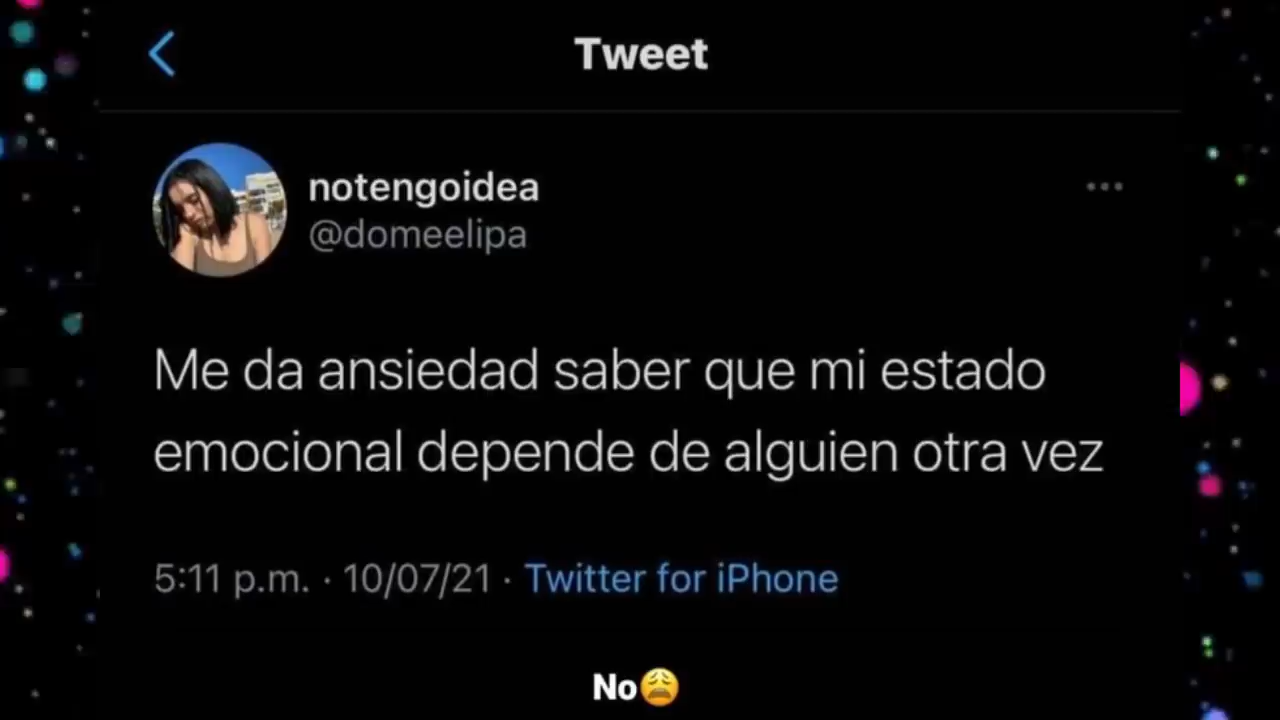 Tweet
notengoidea
@domeelipa
Me da ansiedad saber que mi estado
emocional depende de alguien otra vez
5:11 p.m. · 10/07/21 · Twitter for iPhone
No😩